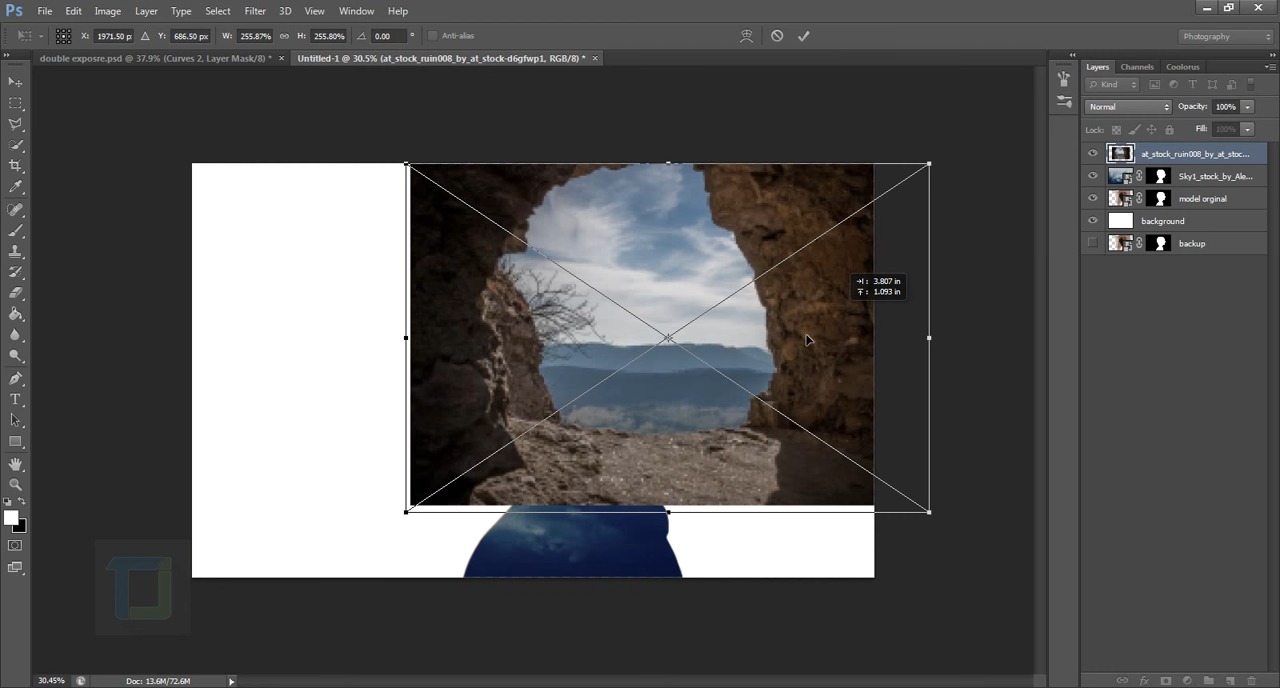 Ps File Edit Image Layer Type Select Filter 3D View Window Help
X: 1971.50 p Y: 686.50 px W: 255.87% H: 255.80% 0.00 ° Anti-alias Photography
double exposre.psd @ 37.9% (Curves 2, Layer Mask/8) * × Untitled-1 @ 30.5% (at_stock_ruin008_by_at_stock-d6gfwp1, RGB/8) * ×
Layers Channels Coolorus
Kind
Normal Opacity: 100%
Lock: Fill: 100%
at_stock_ruin008_by_at_stoc...
Sky1_stock_by_Ale...
model orginal
background
backup
3.807 in
1.093 in
30.45% Doc: 13.6M/72.6M